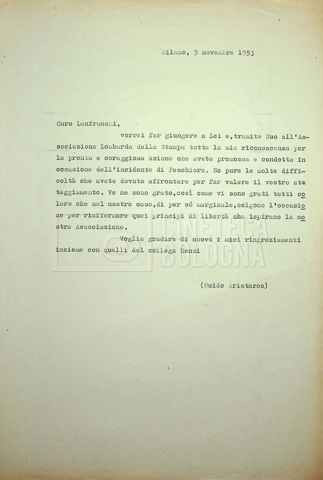 Milano, 5 novembre 1953
Caro Lanfranchi,
vorrei far giungere a Lei e,tramite Suo all'As-
sociazione Lombarda della Stampa tutta la mia riconoscenza per
la pronta e coraggiosa azione che avete promossa e condotta in
occasione dell'incidente di Peschiera. So pure le molte diffi-
coltà che avete dovuto affrontare per far valere il vostro at
teggiamento. Ve ne sono grato,così come vi sono grati tutti co
loro che nel nostro caso,di per sé marginale,colgono l'occasio
ne per riaffermare quei principi di libertà che ispirano la no
stra Associazione.
Voglia gradire di nuovo i miei ringraziamenti
insieme con quelli del collega Renzi
(Guido Aristarco)
CINETECA
BOLOGNA